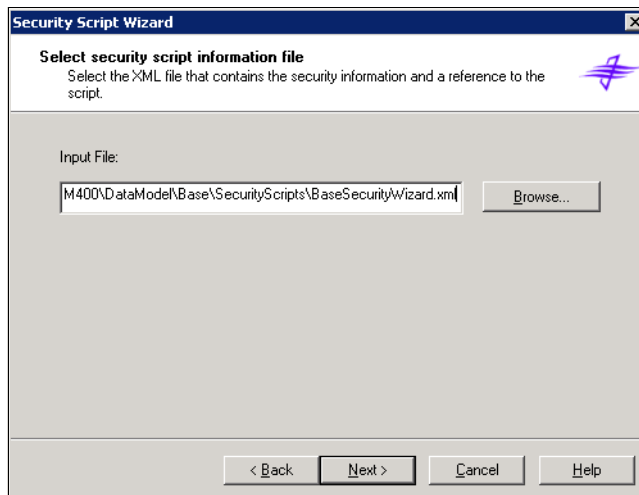 Security Script Wizard
Select security script information file
Select the XML file that contains the security information and a reference to the
script.
Input File:
M400\DataModel\Base\SecurityScripts\BaseSecurityWizard.xml
Browse...
< Back
Next >
Cancel
Help